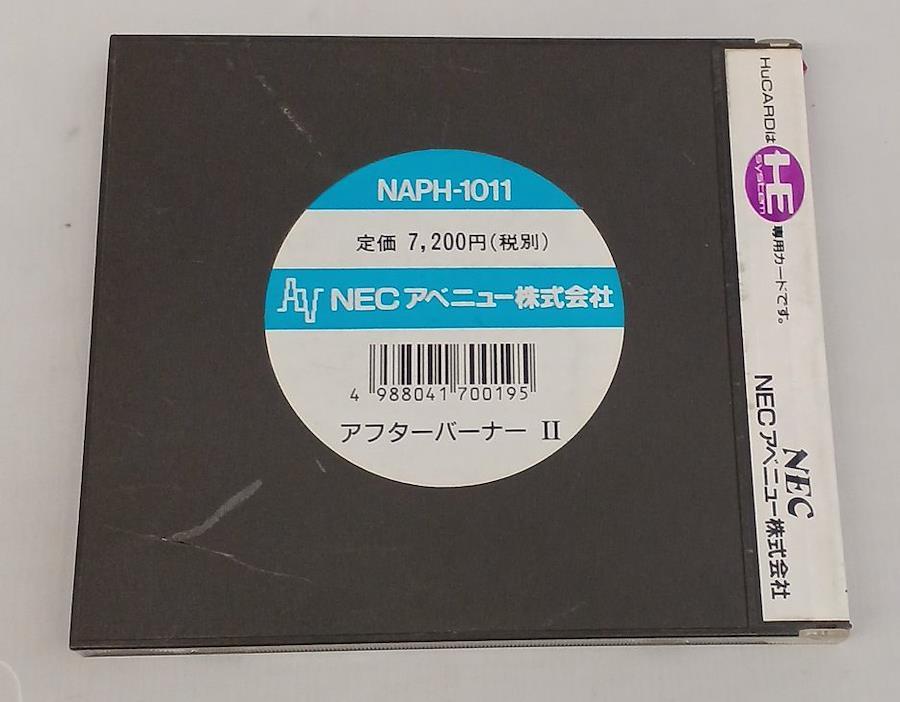 NAPH-1011
定価 7,200円(税別)
NEC アベニュー株式会社
4 988041 700195
アフターバーナー II
HuCARDは
HE
system
専用カードです。
NEC
NECアベニュー株式会社